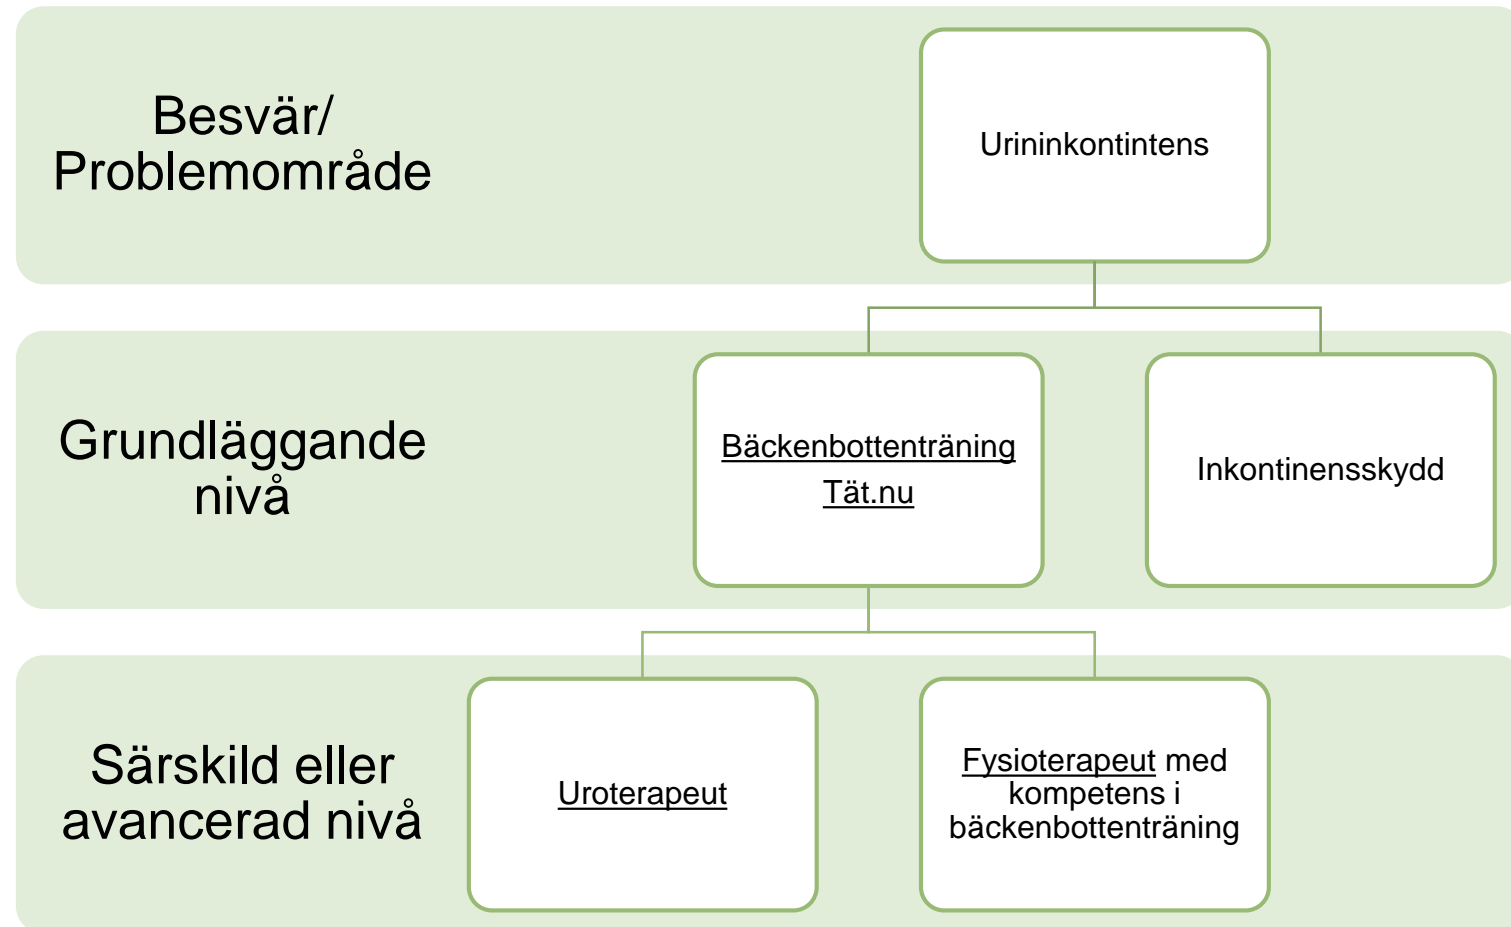 Besvär/
Problemområde
Urininkontintens
Grundläggande
nivå
Bäckenbottenträning
Tät.nu
Inkontinensskydd
Särskild eller
avancerad nivå
Uroterapeut
Fysioterapeut med
kompetens i
bäckenbottenträning